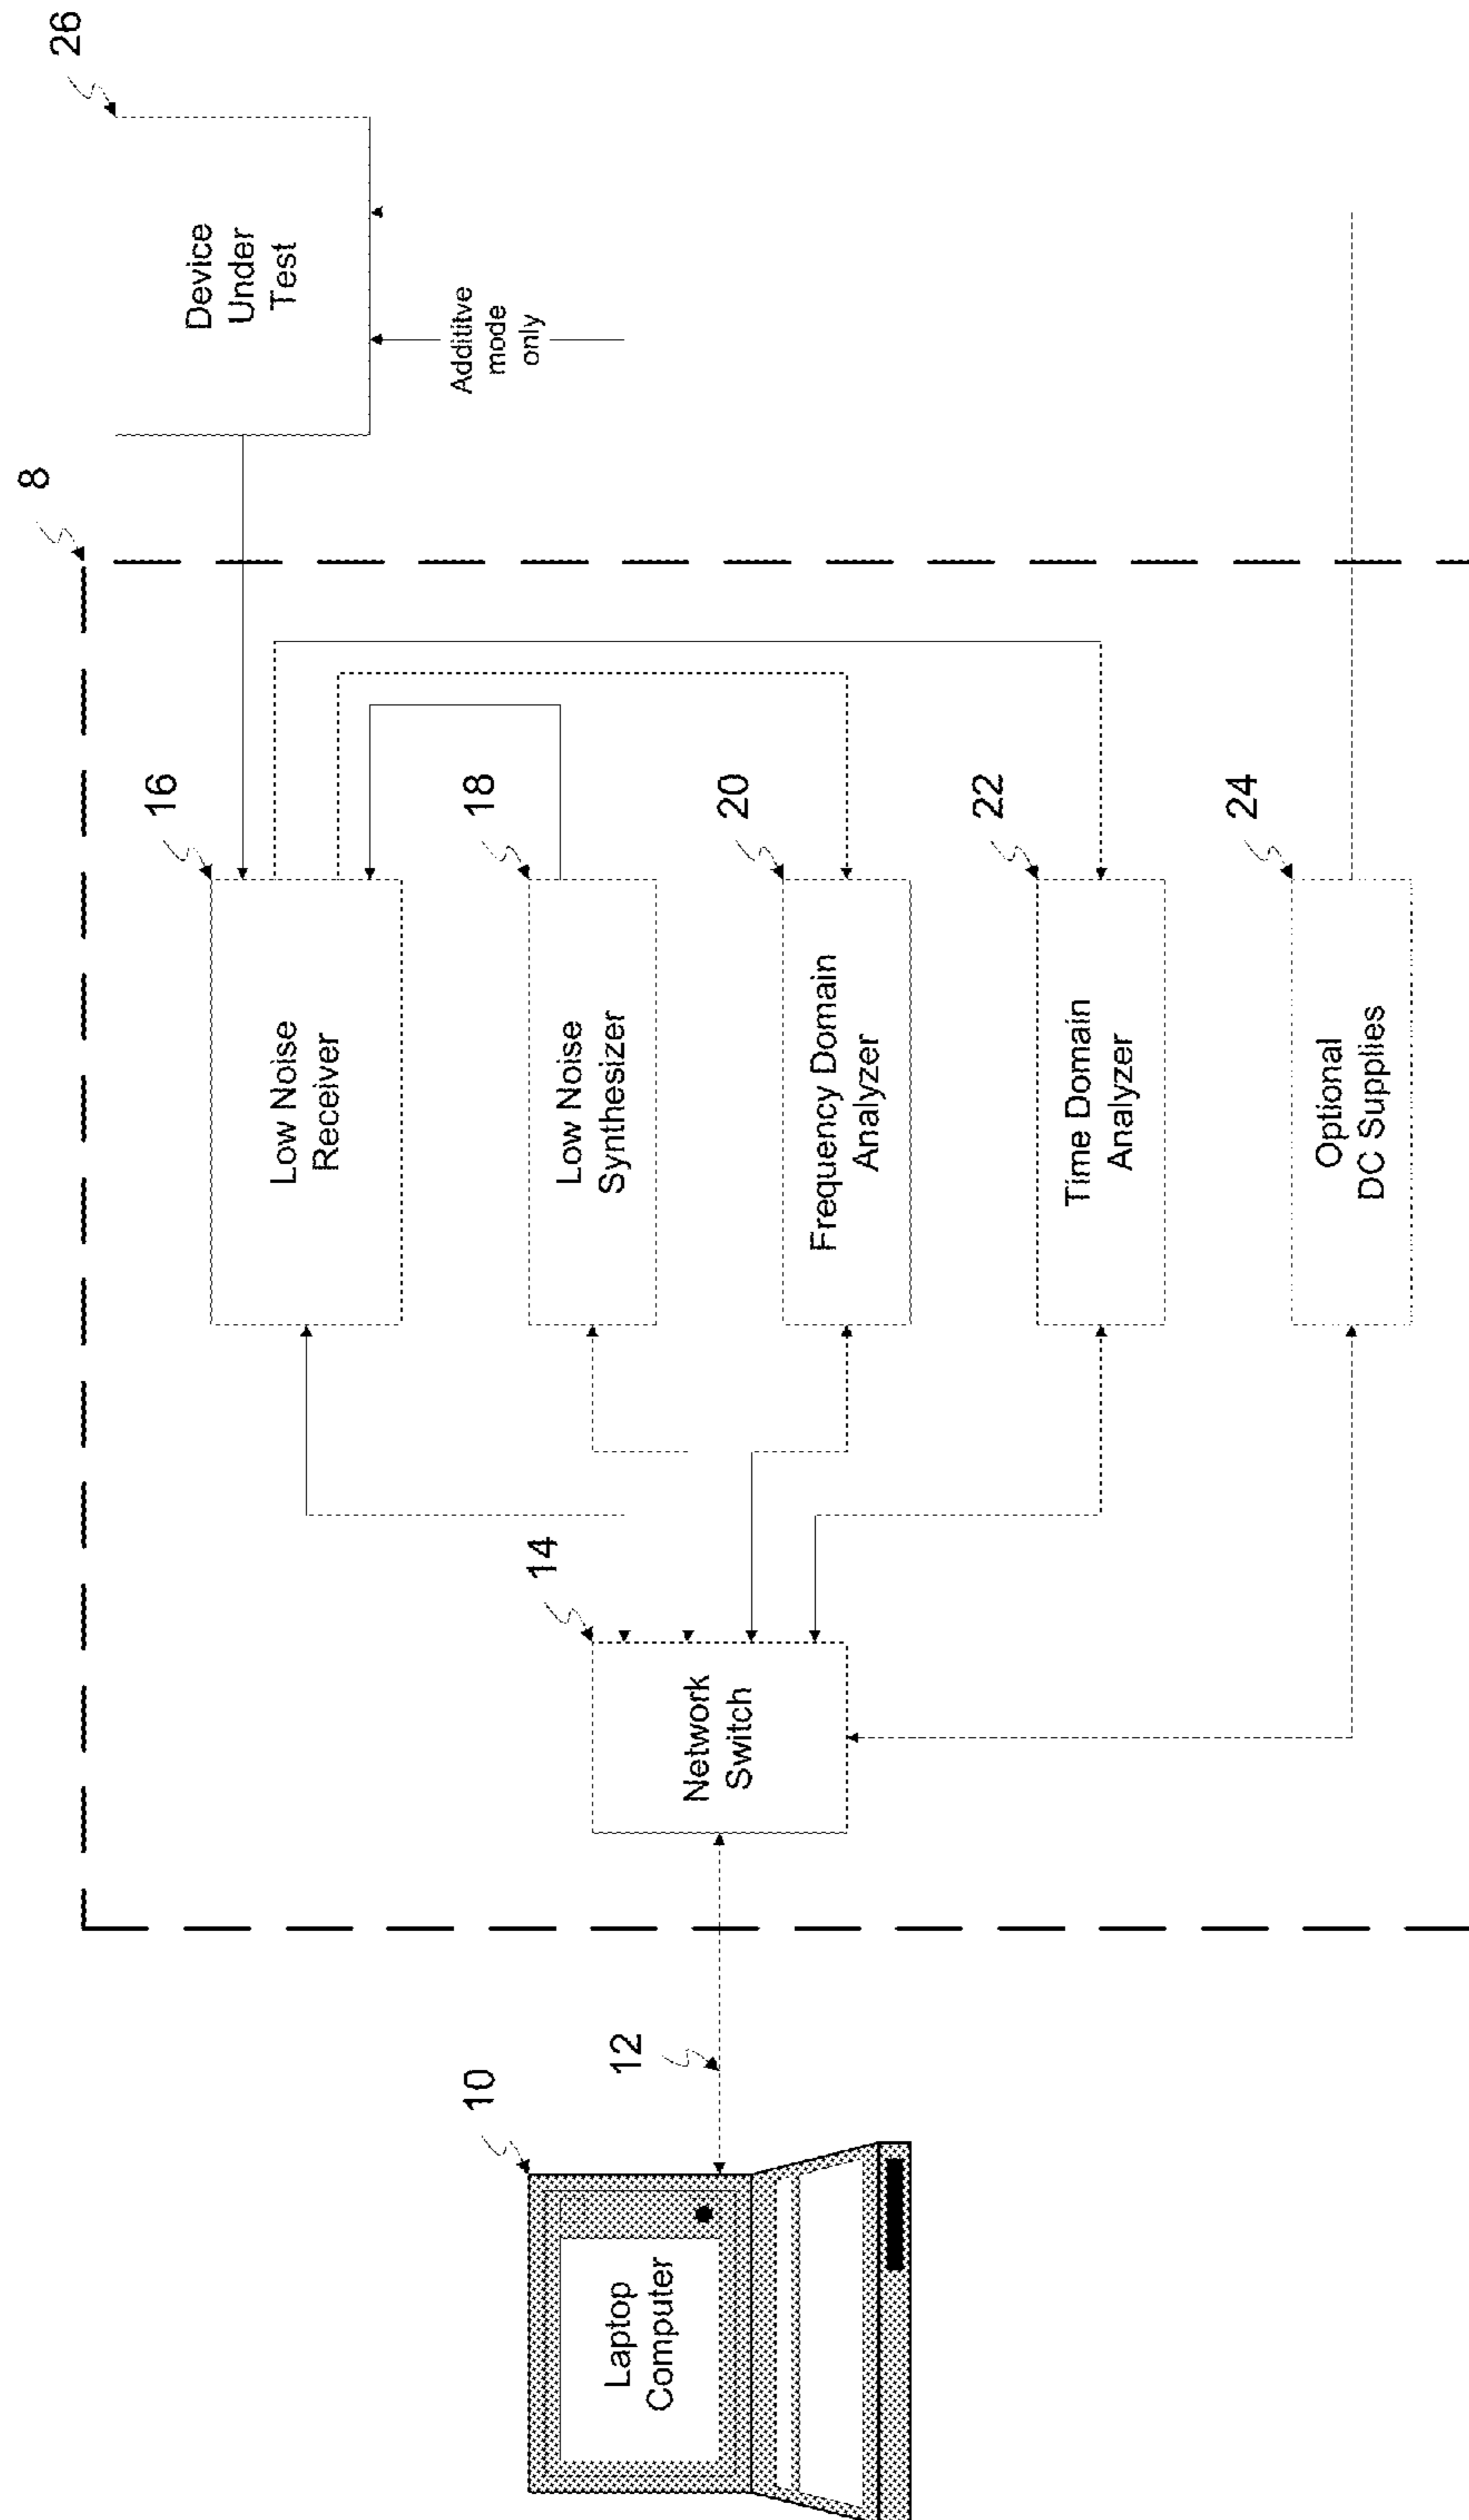 10
Laptop
Computer
12
8
14
Network
Switch
16
Low Noise
Receiver
18
Low Noise
Synthesizer
20
Frequency Domain
Analyzer
22
Time Domain
Analyzer
24
Optional
DC Supplies
26
Device
Under
Test
Addititve
mode
only